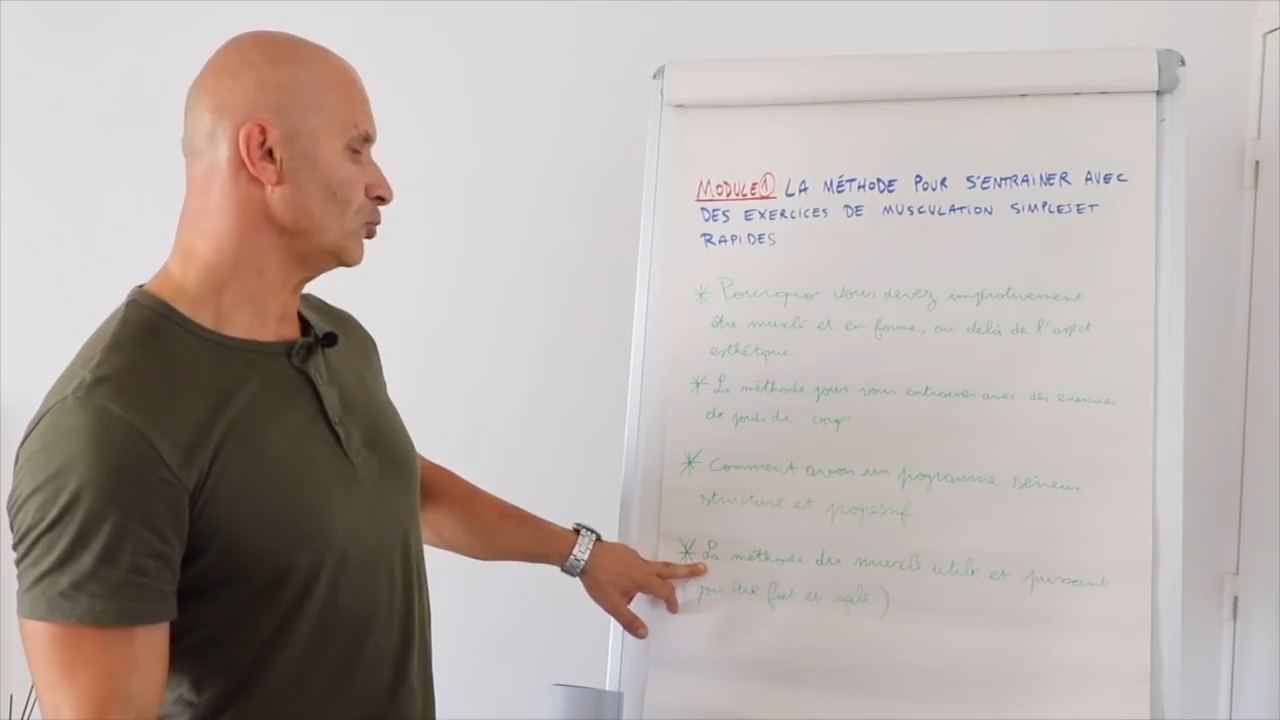 MODULE ① LA MÉTHODE POUR S'ENTRAINER AVEC
DES EXERCICES DE MUSCULATION SIMPLES ET
RAPIDES
* Pourquoi vous devez impérativement
être musclé et en forme, au delà de l'aspect
esthétique
* La méthode pour vous entrainer avec des exercices
de poids de corps
* Comment avoir un programme sérieux
structuré et progressif
* La méthode du muscle utile et puissant
(pour être fort et agile)